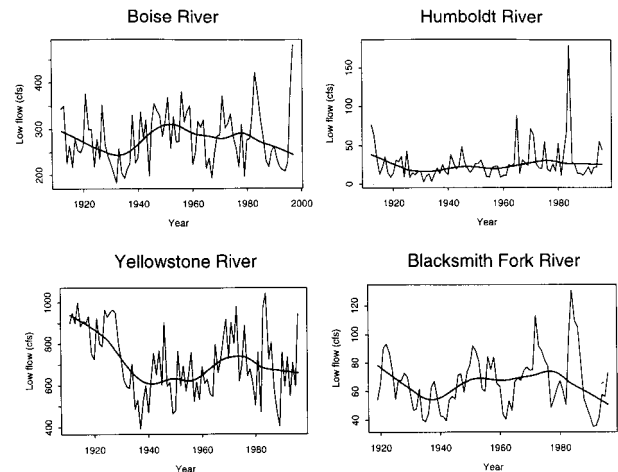 Boise River
Low flow (cfs)
400
300
200
1920
1940
1960
1980
2000
Year
Humboldt River
Low flow (cfs)
150
100
50
0
1920
1940
1960
1980
Year
Yellowstone River
Low flow (cfs)
1000
800
600
400
1920
1940
1960
1980
Year
Blacksmith Fork River
Low flow (cfs)
120
100
80
60
40
1920
1940
1960
1980
Year